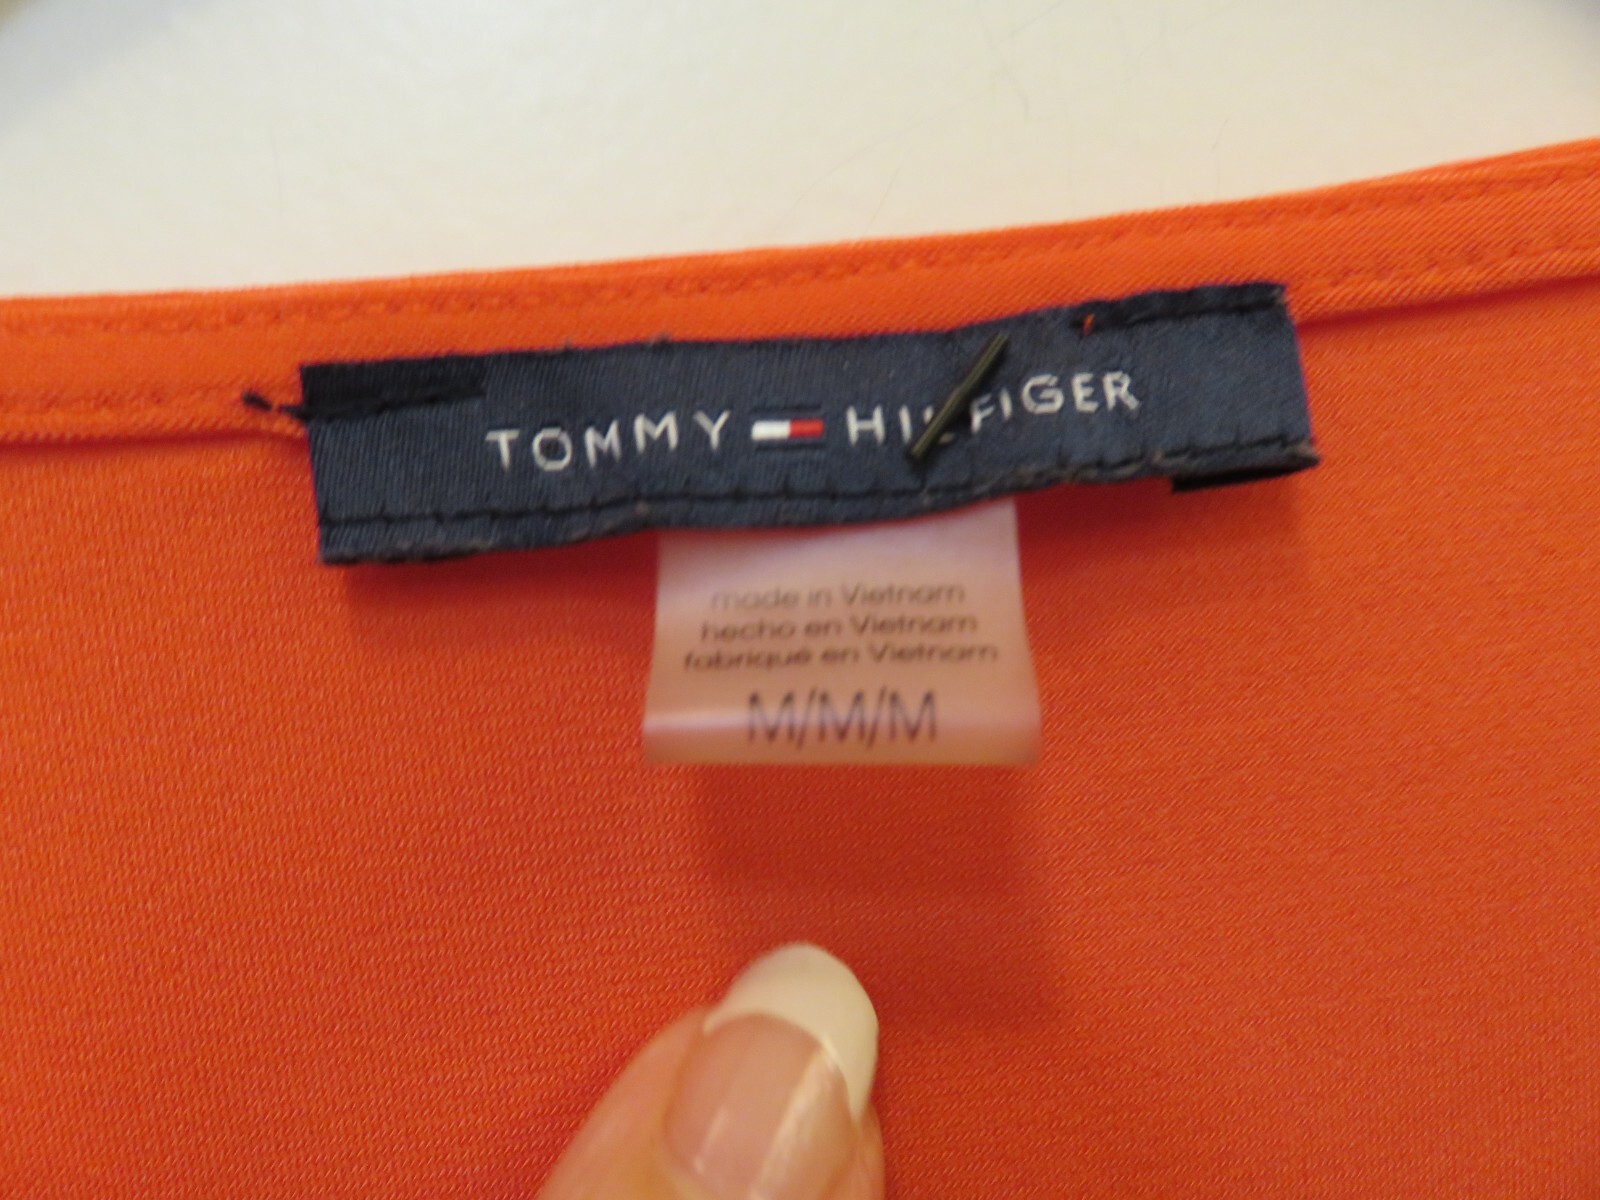 TOMMY HILFIGER
made in Vietnam
hecho en Vietnam
fabriqué en Vietnam
M/M/M